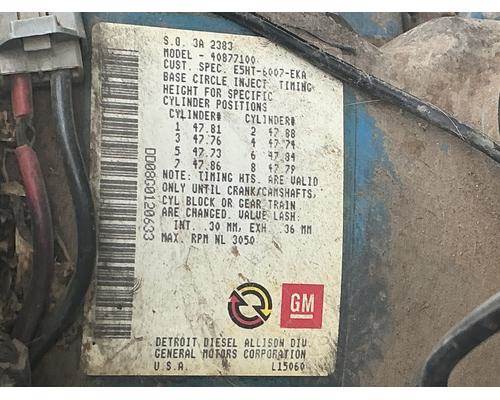 S.O. 3A 2383
MODEL - 40877100
CUST. SPEC. E5HT-6007-EKA
BASE CIRCLE INJECT. TIMING
HEIGHT FOR SPECIFIC
CYLINDER POSITIONS
CYLINDER# CYLINDER#
1 47.81 2 47.88
3 47.76 4 47.74
5 47.73 6 47.84
7 47.86 8 47.79
NOTE: TIMING HTS. ARE VALID
ONLY UNTIL CRANK/CAMSHAFTS,
CYL BLOCK OR GEAR TRAIN
ARE CHANGED. VALUE LASH:
INT. .30 MM, EXH. .36 MM
MAX. RPM NL 3050
DD08G0120633
GM
DETROIT DIESEL ALLISON DIV.
GENERAL MOTORS CORPORATION
U.S.A. L15060